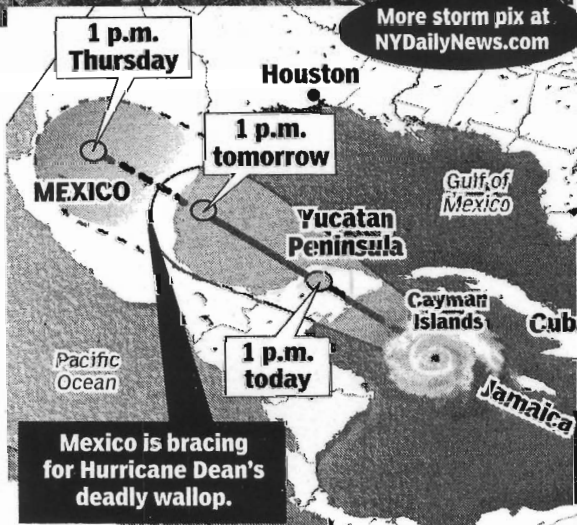 More storm pix at
NYDailyNews.com
1 p.m.
Thursday
Houston
1 p.m.
tomorrow
MEXICO
Gulf of
Mexico
Yucatan
Peninsula
Cayman
Islands
Cub
1 p.m.
today
Jamaica
Pacific
Ocean
Mexico is bracing
for Hurricane Dean's
deadly wallop.